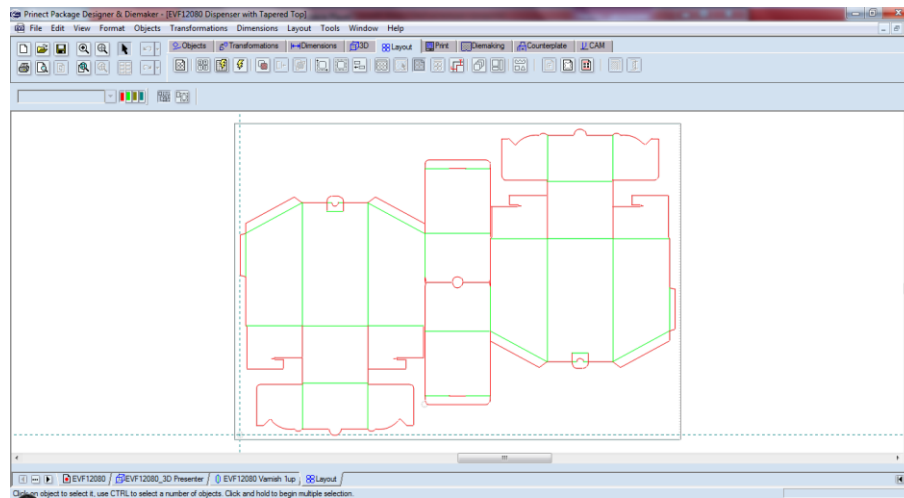 Prinect Package Designer & Diemaker - [EVF12080 Dispenser with Tapered Top]
File Edit View Format Objects Transformations Dimensions Layout Tools Window Help
Objects Transformations Dimensions 3D Layout Print Diemaking Counterplate CAM
EVF12080 EVF12080_3D Presenter EVF12080 Varnish 1up Layout
Click on object to select it, use CTRL to select a number of objects. Click and hold to begin multiple selection.